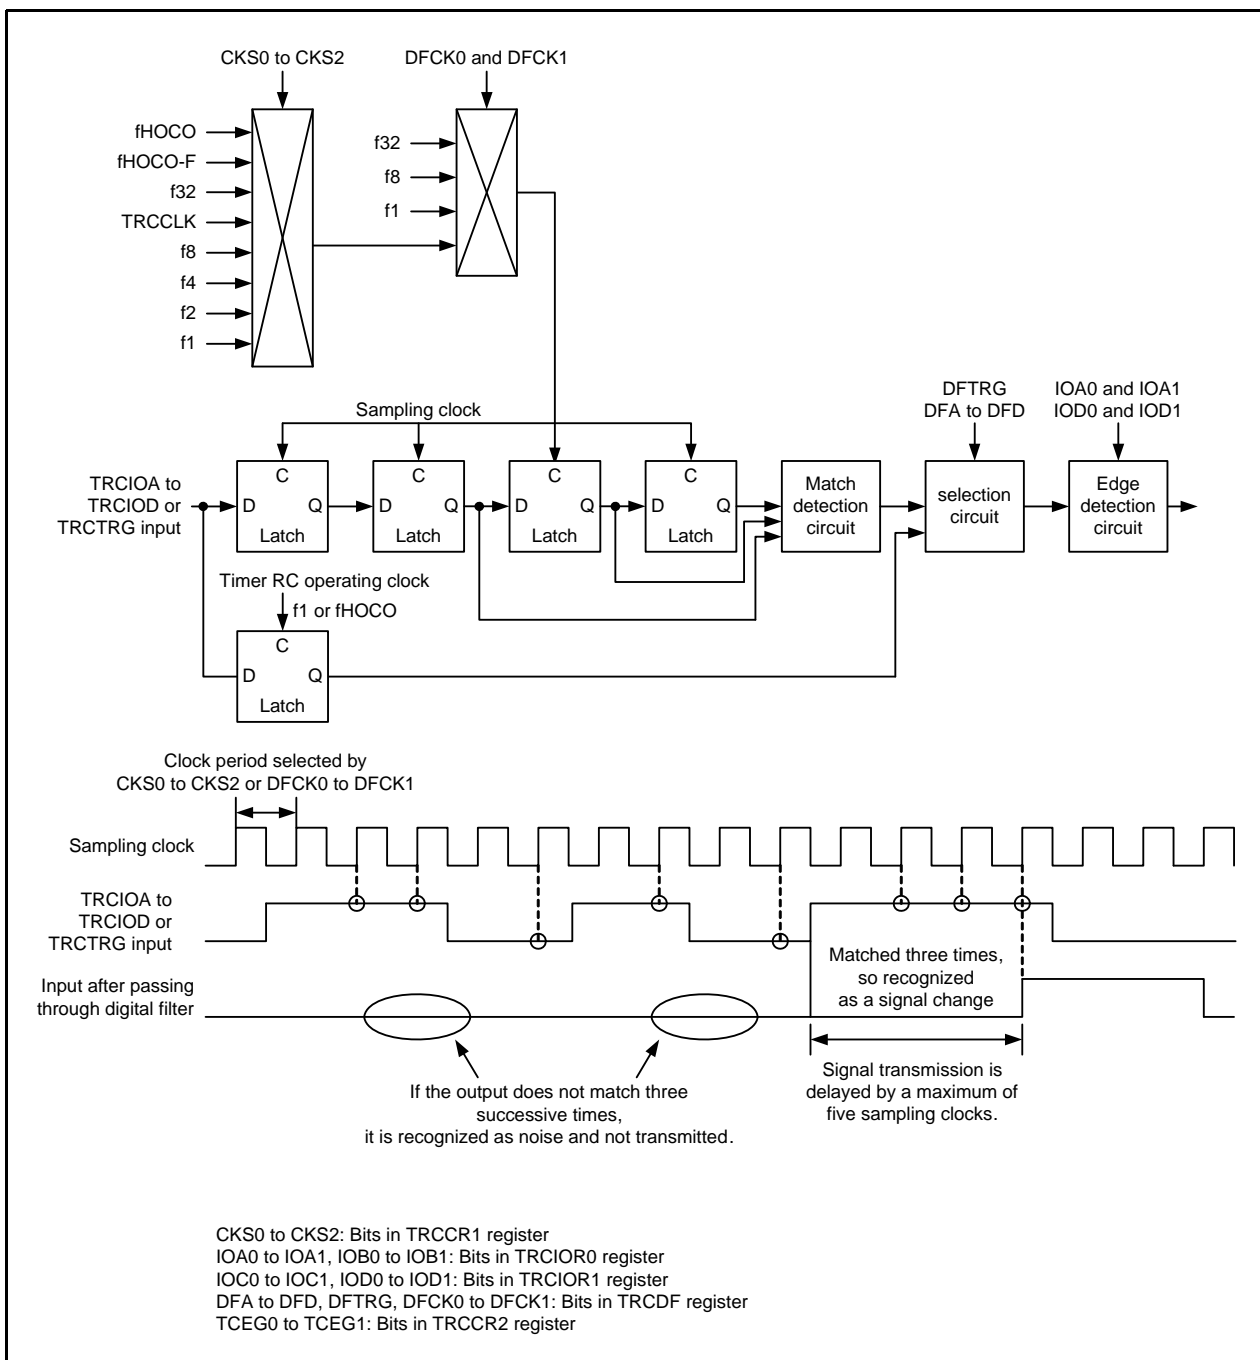 CKS0 to CKS2
DFCK0 and DFCK1
fHOCO
fHOCO-F
f32
TRCCLK
f8
f4
f2
f1
f32
f8
f1
Sampling clock
DFTRG
DFA to DFD
IOA0 and IOA1
IOD0 and IOD1
TRCIOA to
TRCIOD or
TRCTRG input
C
D Q
Latch
C
D Q
Latch
C
D Q
Latch
C
D Q
Latch
Match
detection
circuit
selection
circuit
Edge
detection
circuit
Timer RC operating clock
f1 or fHOCO
C
D Q
Latch
Clock period selected by
CKS0 to CKS2 or DFCK0 to DFCK1
Sampling clock
TRCIOA to
TRCIOD or
TRCTRG input
Matched three times,
so recognized
as a signal change
Input after passing
through digital filter
If the output does not match three
successive times,
it is recognized as noise and not transmitted.
Signal transmission is
delayed by a maximum of
five sampling clocks.
CKS0 to CKS2: Bits in TRCCR1 register
IOA0 to IOA1, IOB0 to IOB1: Bits in TRCIOR0 register
IOC0 to IOC1, IOD0 to IOD1: Bits in TRCIOR1 register
DFA to DFD, DFTRG, DFCK0 to DFCK1: Bits in TRCDF register
TCEG0 to TCEG1: Bits in TRCCR2 register